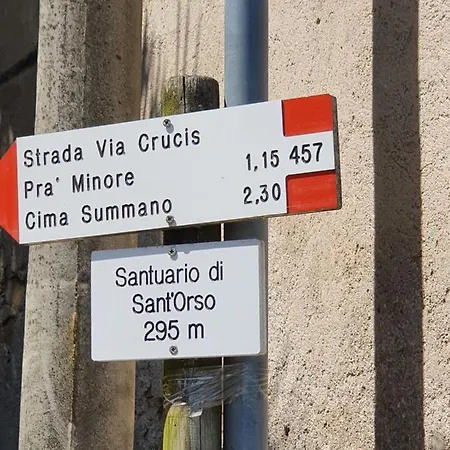 Strada Via Crucis
Pra' Minore 1,15 457
Cima Summano 2,30
Santuario di
Sant'Orso
295 m